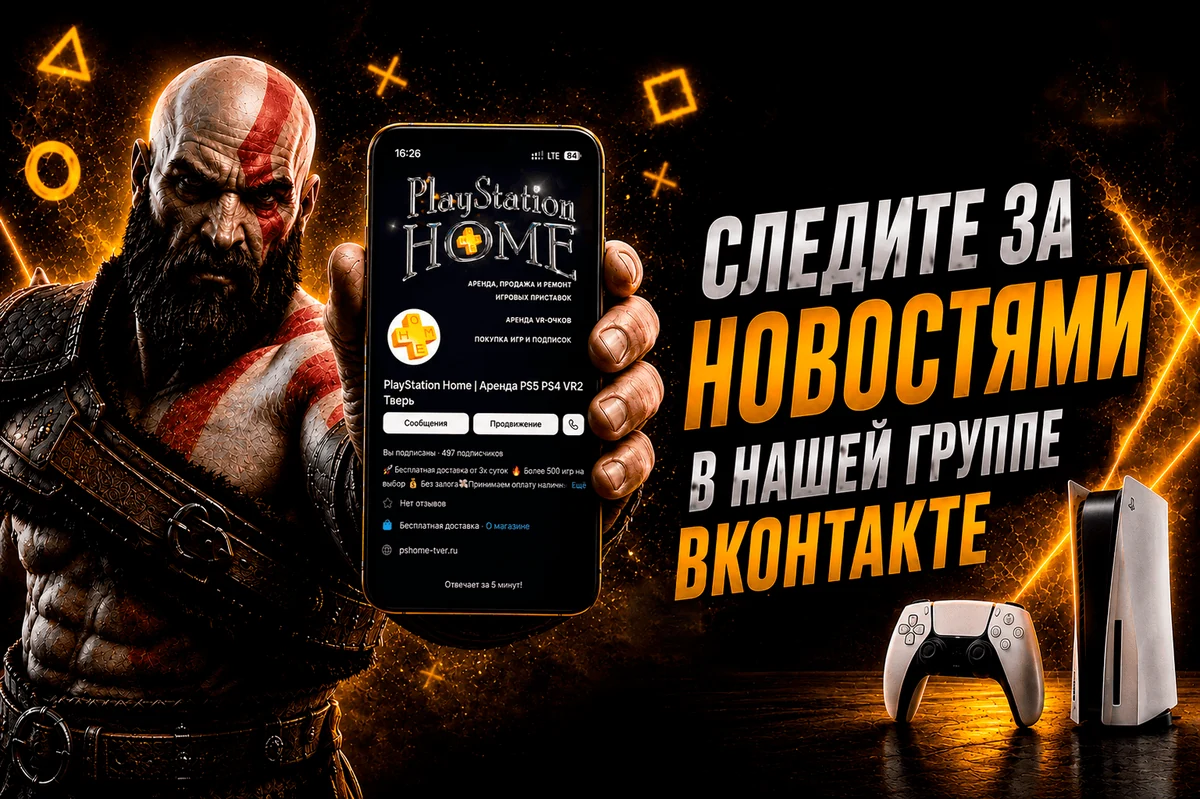 16:26
LTE 84
PlayStation
HOME
АРЕНДА, ПРОДАЖА И РЕМОНТ
ИГРОВЫХ ПРИСТАВОК
АРЕНДА VR-ОЧКОВ
ПОКУПКА ИГР И ПОДПИСОК
HOME
PlayStation Home | Аренда PS5 PS4 VR2
Тверь
Сообщения
Продвижение
Вы подписаны · 497 подписчиков
🚀 Бесплатная доставка от 3х суток 🔥 Более 500 игр на
выбор 💰 Без залога💸Принимаем оплату наличн. Ещё
Нет отзывов
Бесплатная доставка · О магазине
pshome-tver.ru
Отвечает за 5 минут!
СЛЕДИТЕ ЗА
НОВОСТЯМИ
В НАШЕЙ ГРУППЕ
ВКОНТАКТЕ